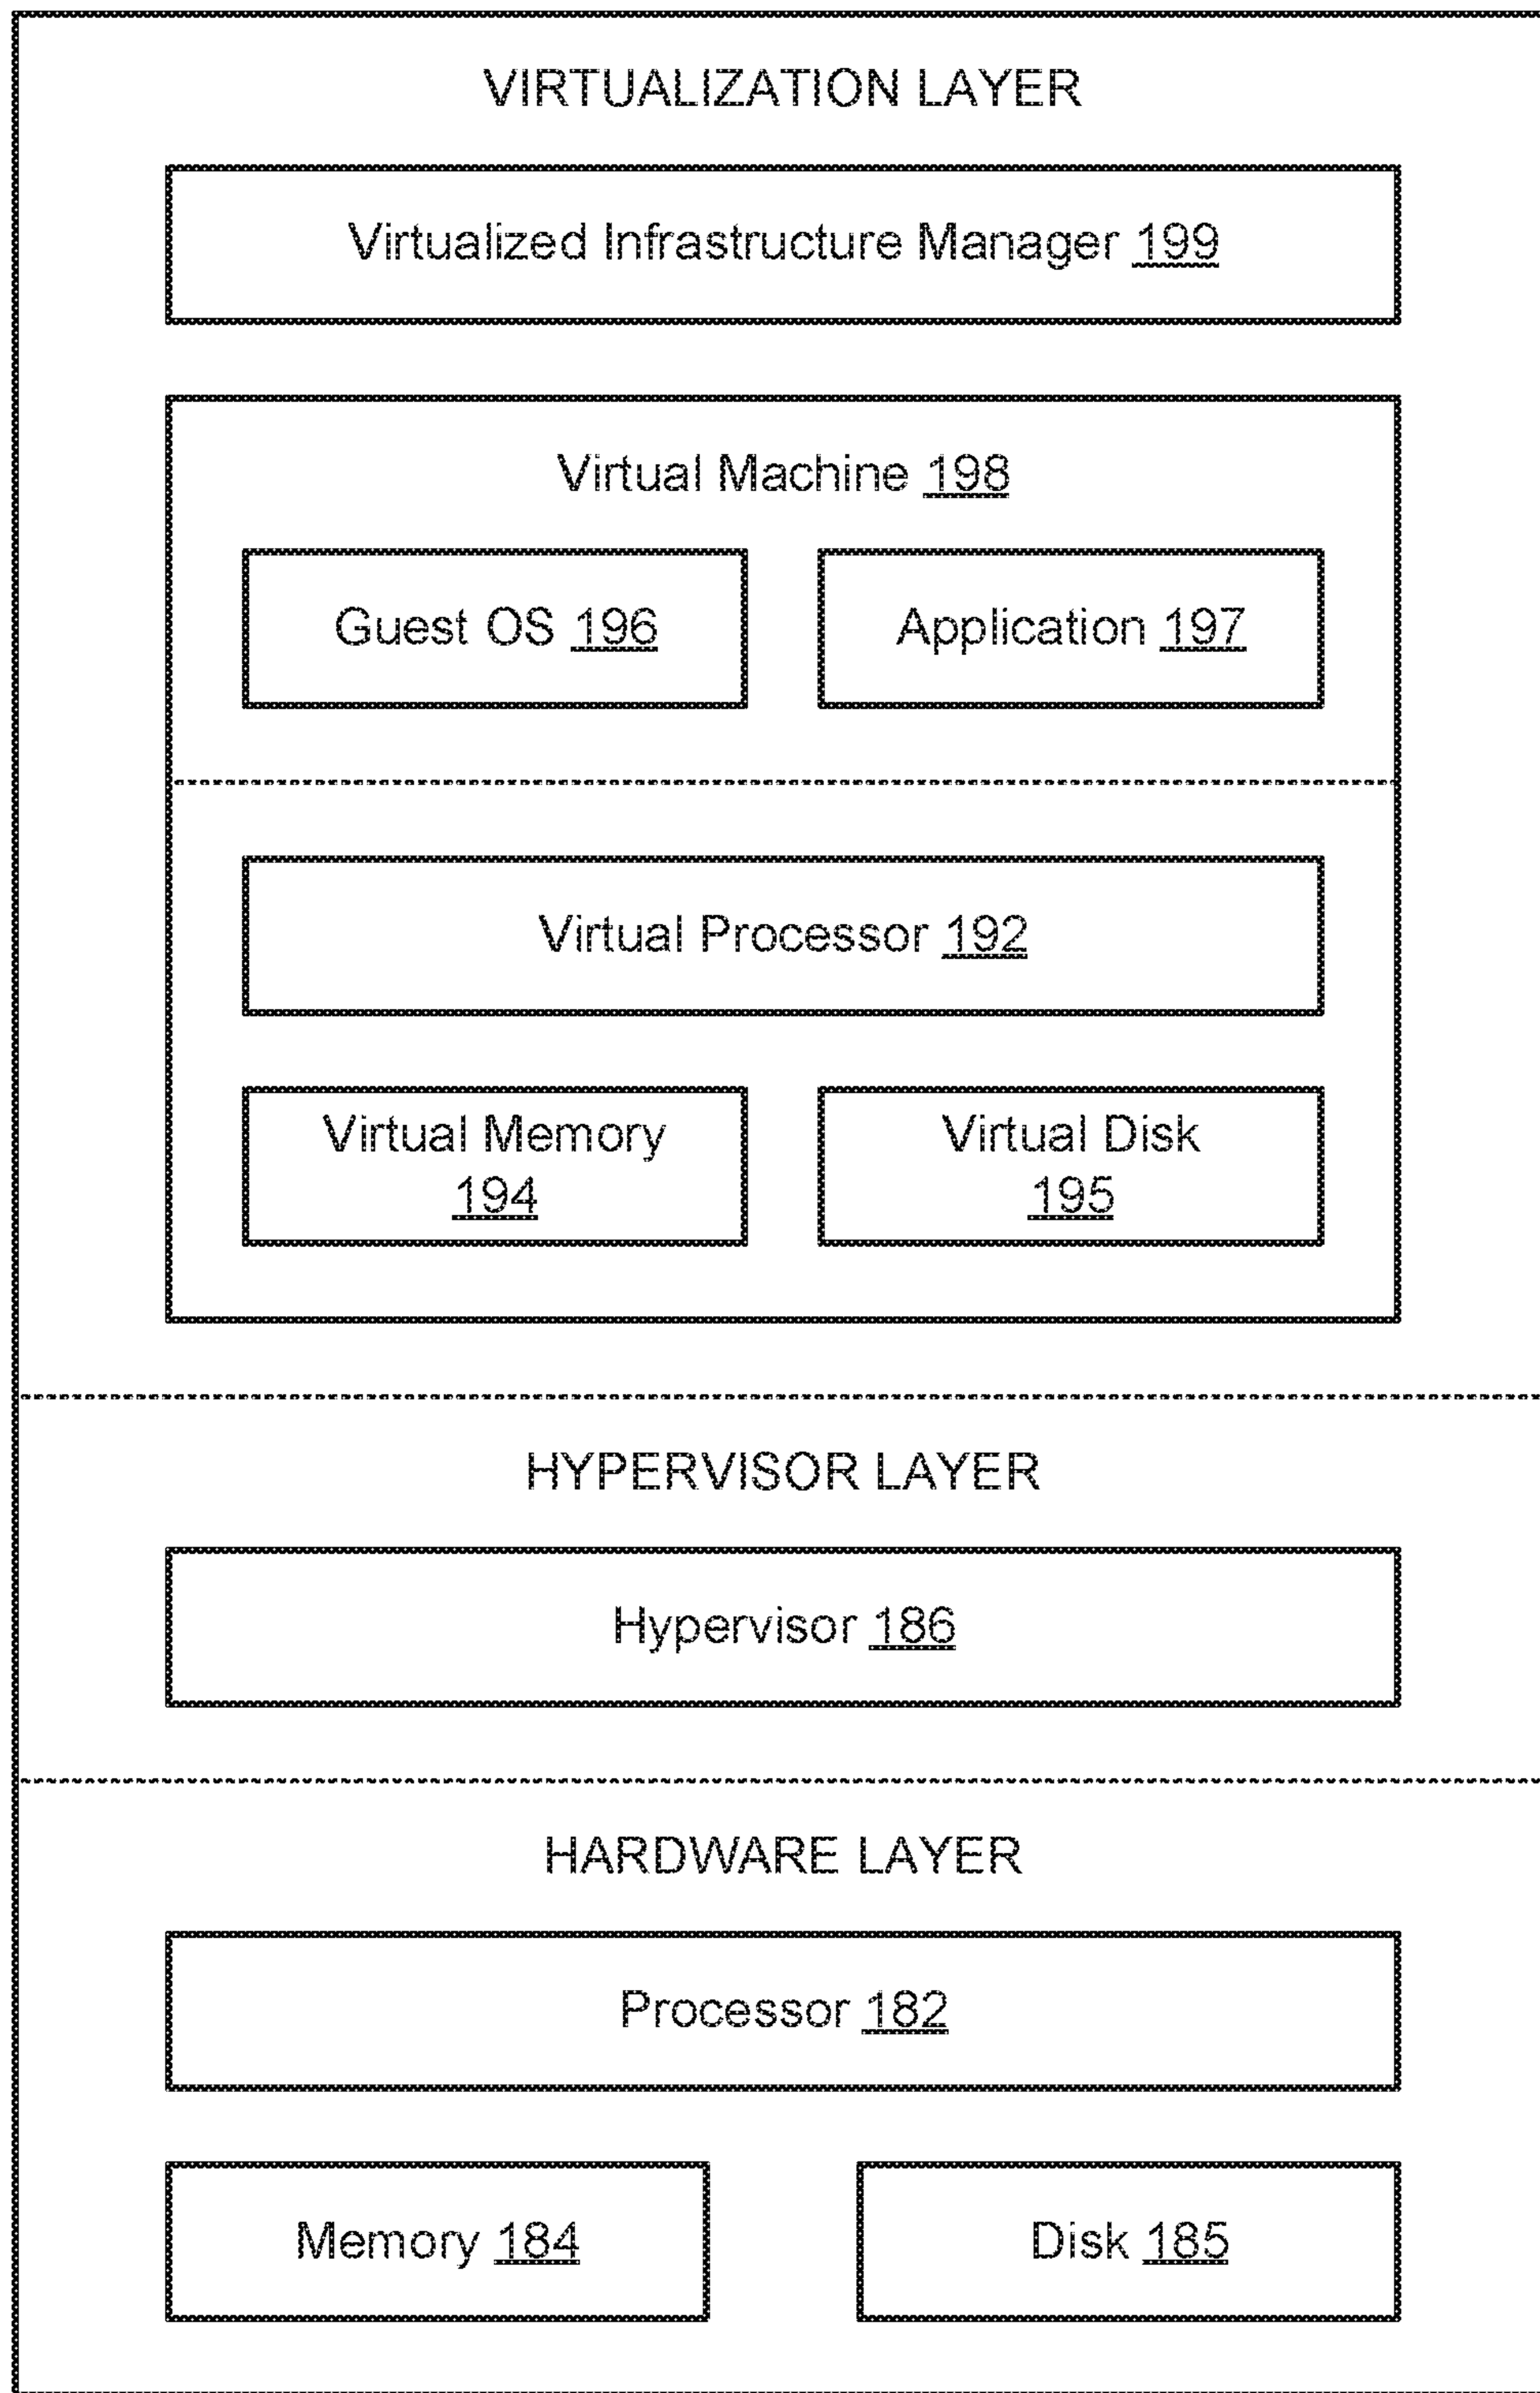 VIRTUALIZATION LAYER
Virtualized Infrastructure Manager 199
Virtual Machine 198
Guest OS 196
Application 197
Virtual Processor 192
Virtual Memory
194
Virtual Disk
195
HYPERVISOR LAYER
Hypervisor 186
HARDWARE LAYER
Processor 182
Memory 184
Disk 185